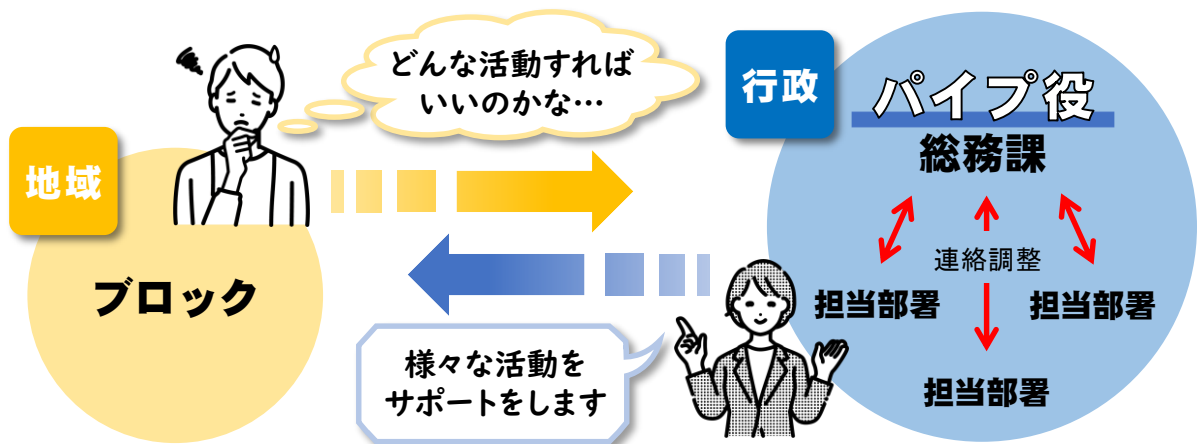 どんな活動すれば
いいのかな…
地域
ブロック
行政
パイプ役
総務課
連絡調整
担当部署
担当部署
担当部署
様々な活動を
サポートをします